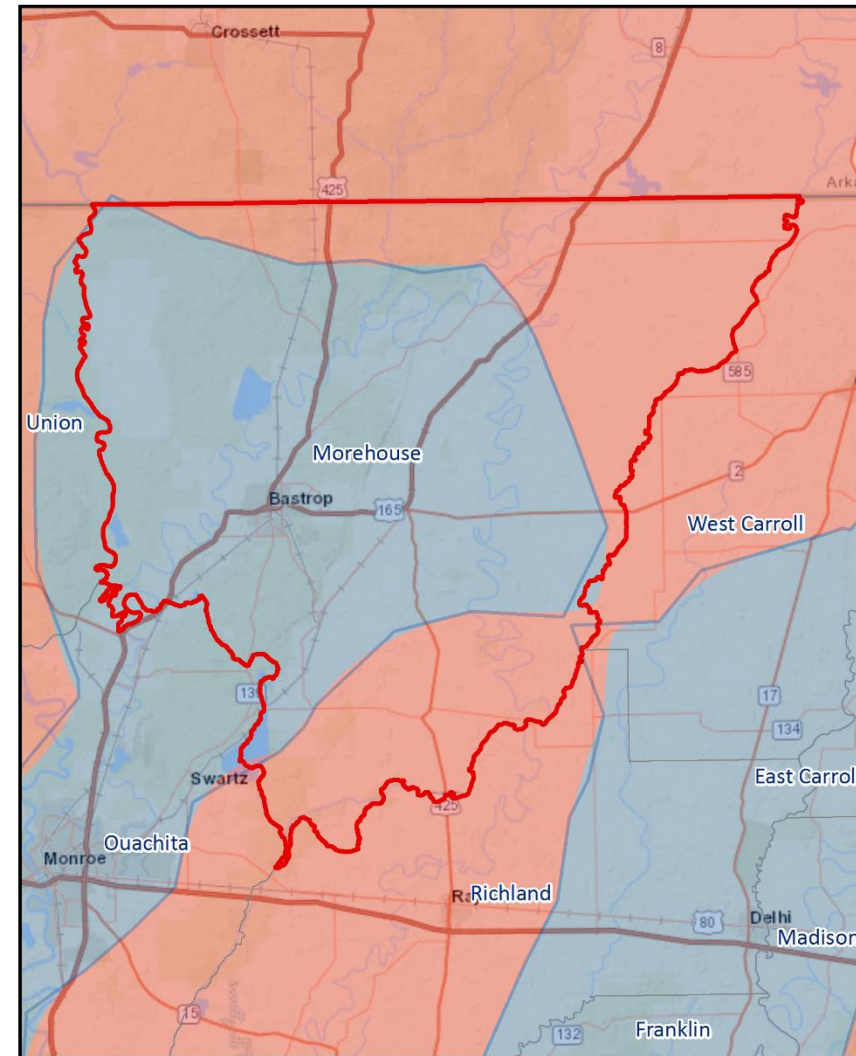 Crossett
8
425
Arka
585
Union
Morehouse
2
Bastrop
165
West Carroll
17
139
134
Swartz
East Carrol
425
Ouachita
Monroe
Richland
80
Delhi
Madison
15
132
Franklin